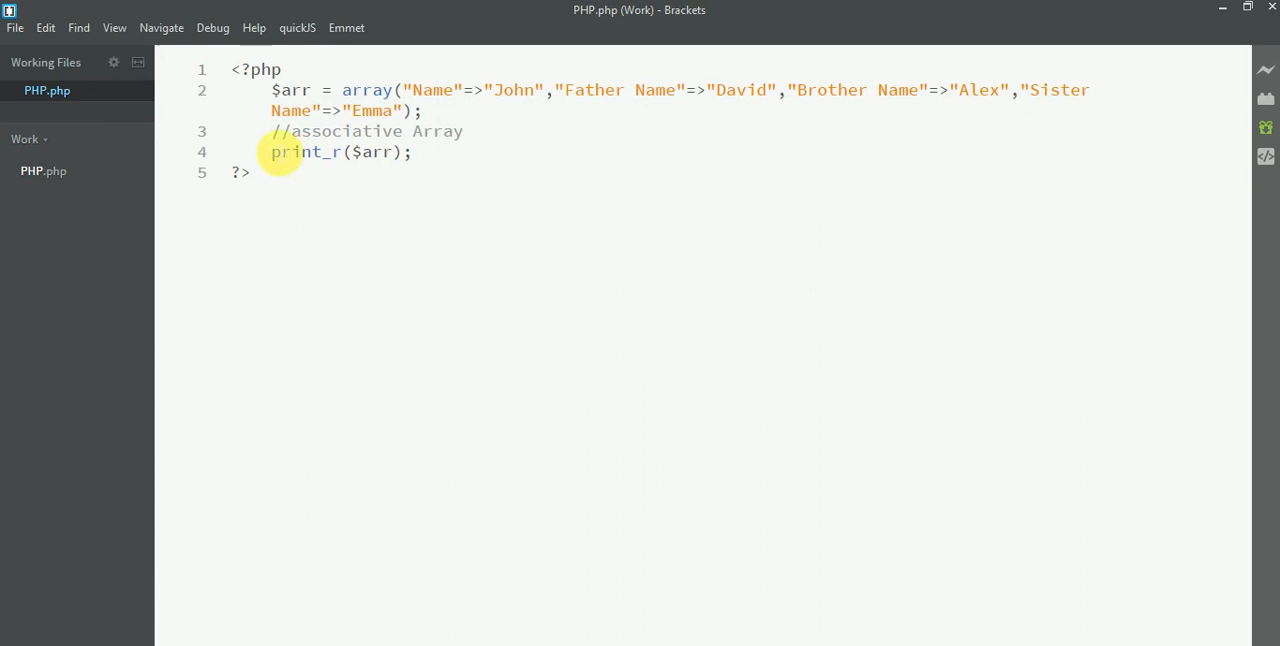 PHP.php (Work) - Brackets
File Edit Find View Navigate Debug Help quickJS Emmet
Working Files
PHP.php
Work
PHP.php
1 <?php
2 $arr = array("Name"=>"John","Father Name"=>"David","Brother Name"=>"Alex","Sister
Name"=>"Emma");
3 //associative Array
4 print_r($arr);
5 ?>